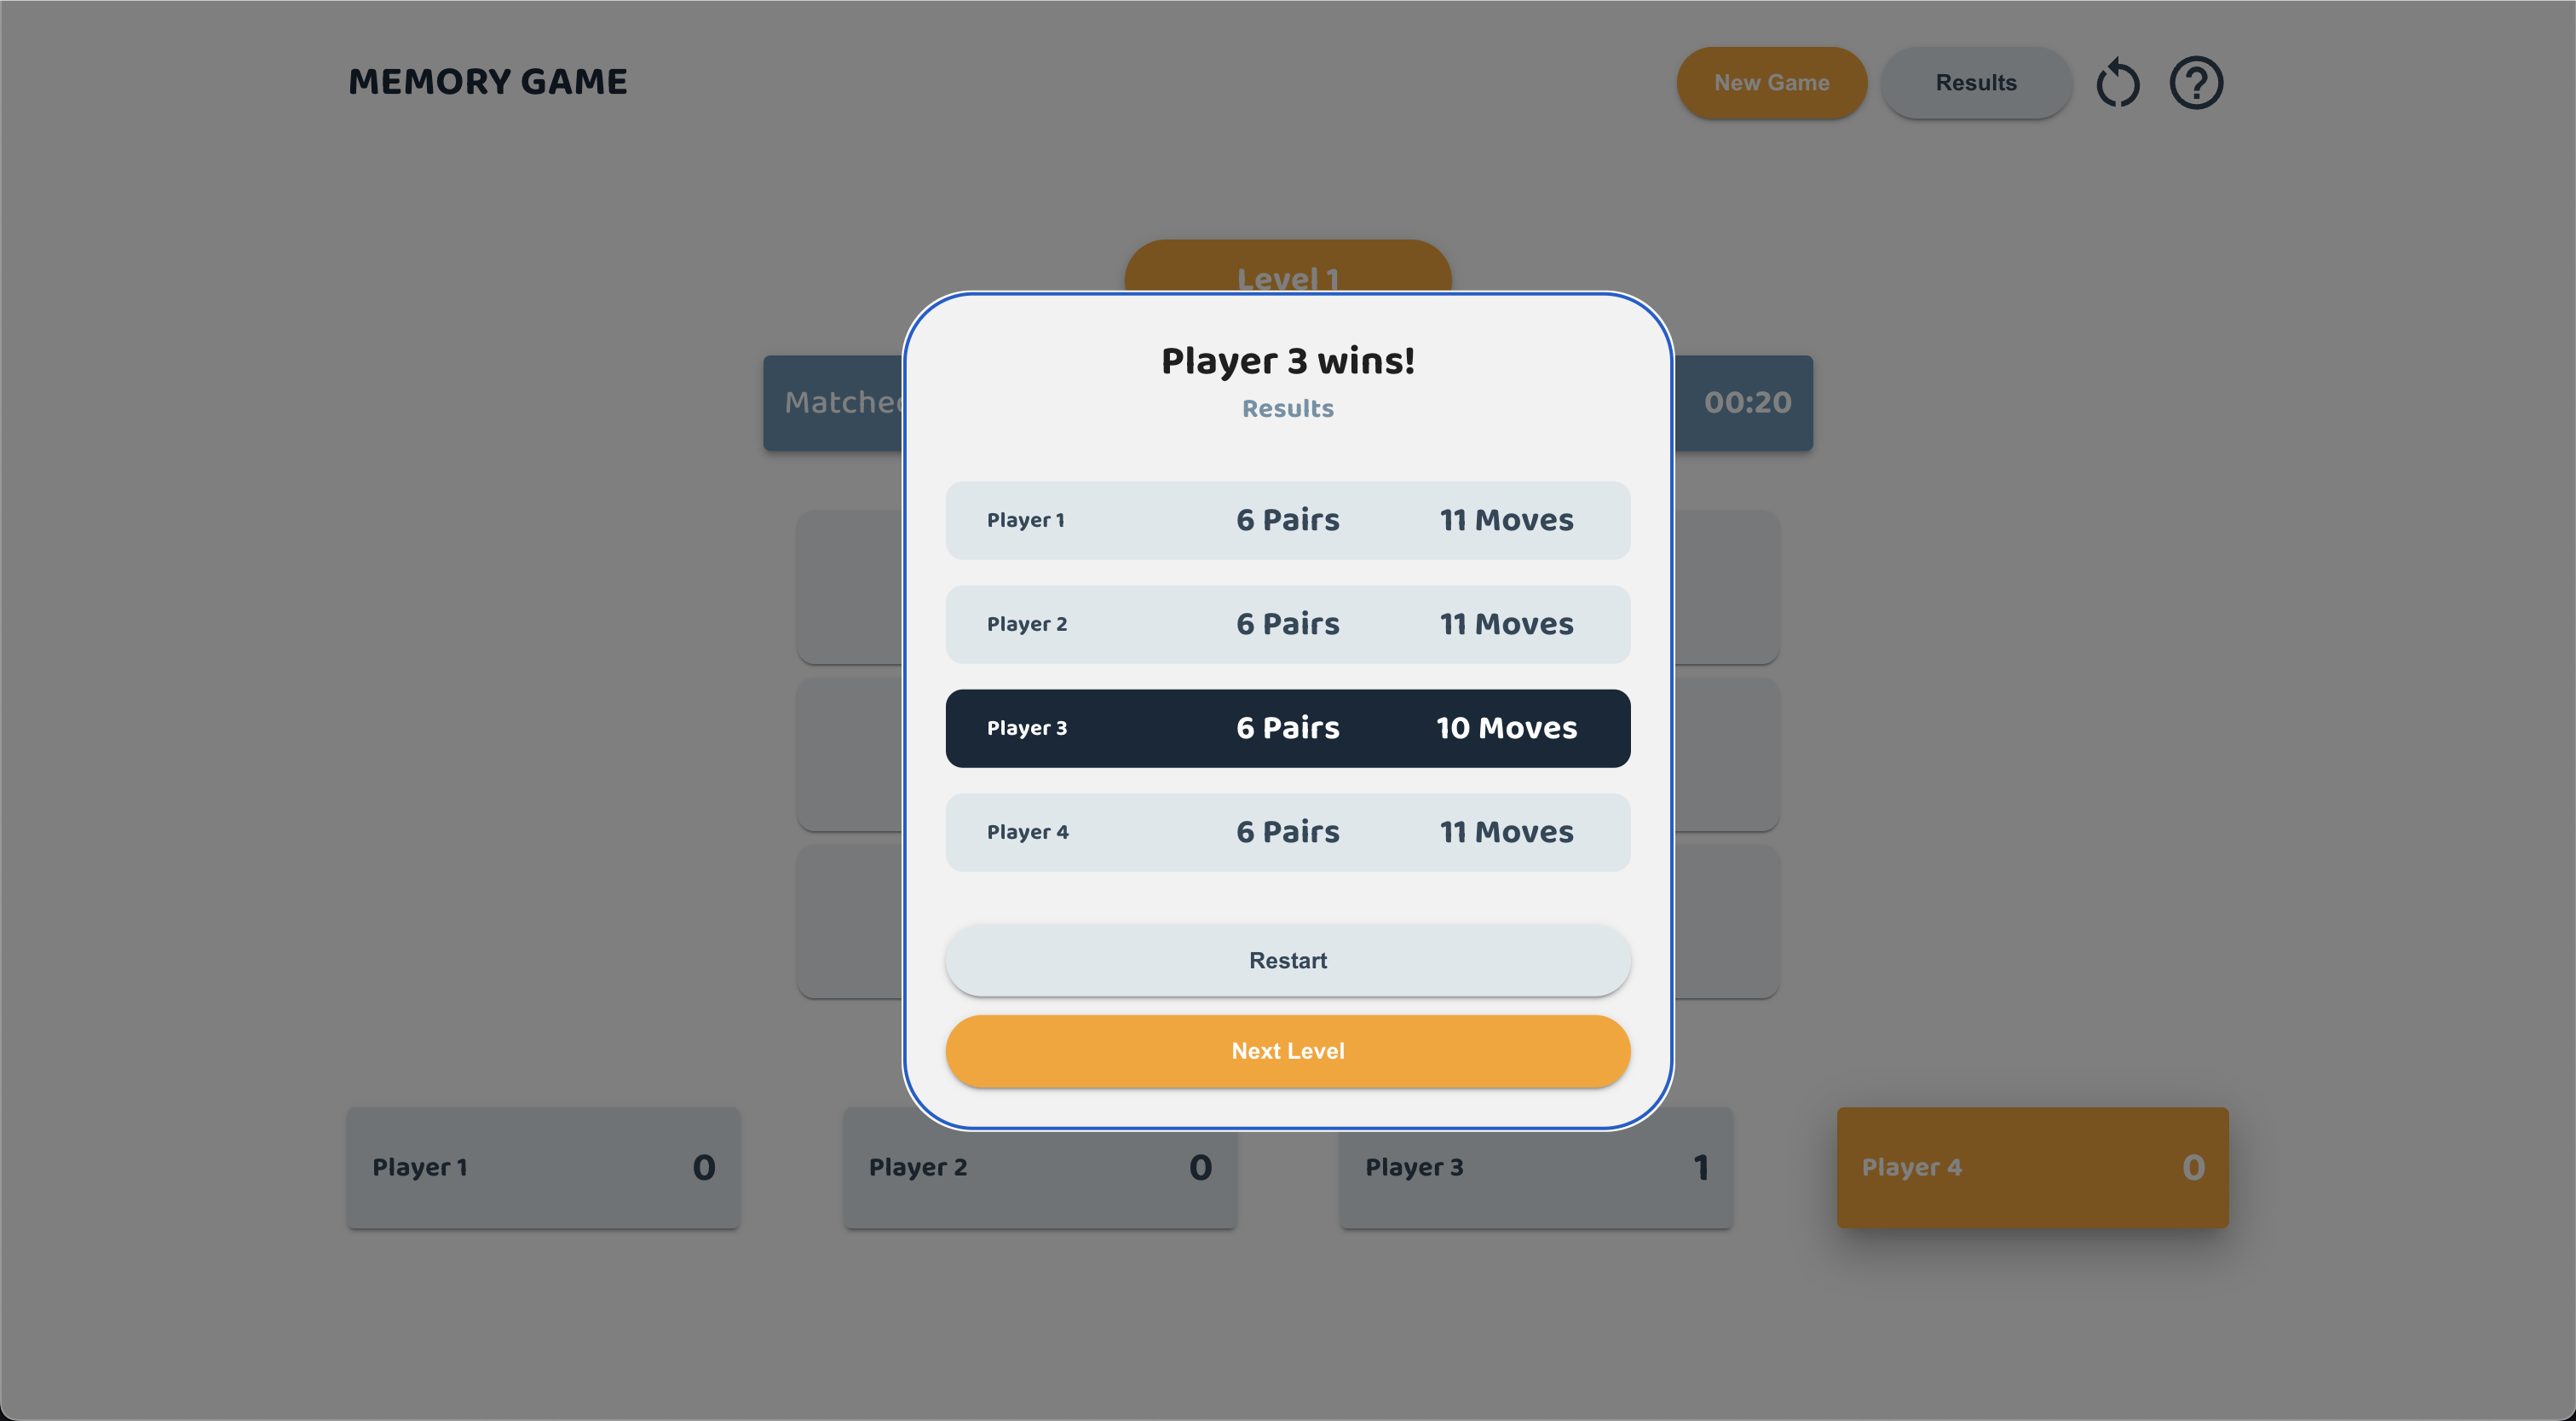 MEMORY GAME
New Game
Results
Level 1
Matched
00:20
Player 3 wins!
Results
Player 1 6 Pairs 11 Moves
Player 2 6 Pairs 11 Moves
Player 3 6 Pairs 10 Moves
Player 4 6 Pairs 11 Moves
Restart
Next Level
Player 1 0
Player 2 0
Player 3 1
Player 4 0